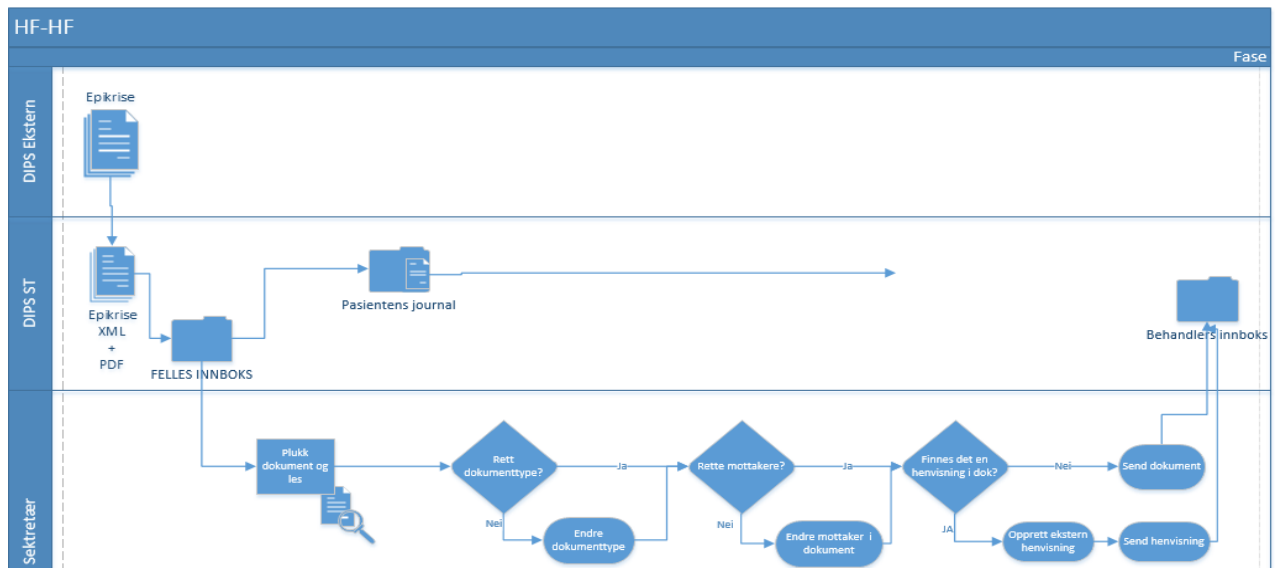 HF-HF
Fase
DIPS Ekstern
Epikrise
DIPS ST
Epikrise
XML
+
PDF
FELLES INNBOKS
Pasientens journal
Behandlers innboks
Sektretær
Plukk
dokument og
les
Rett
dokumenttype?
Ja
Nei
Endre
dokumenttype
Rette mottakere?
Ja
Nei
Endre mottaker i
dokument
Finnes det en
henvisning i dok?
Nei
JA
Send dokument
Opprett ekstern
henvisning
Send henvisning